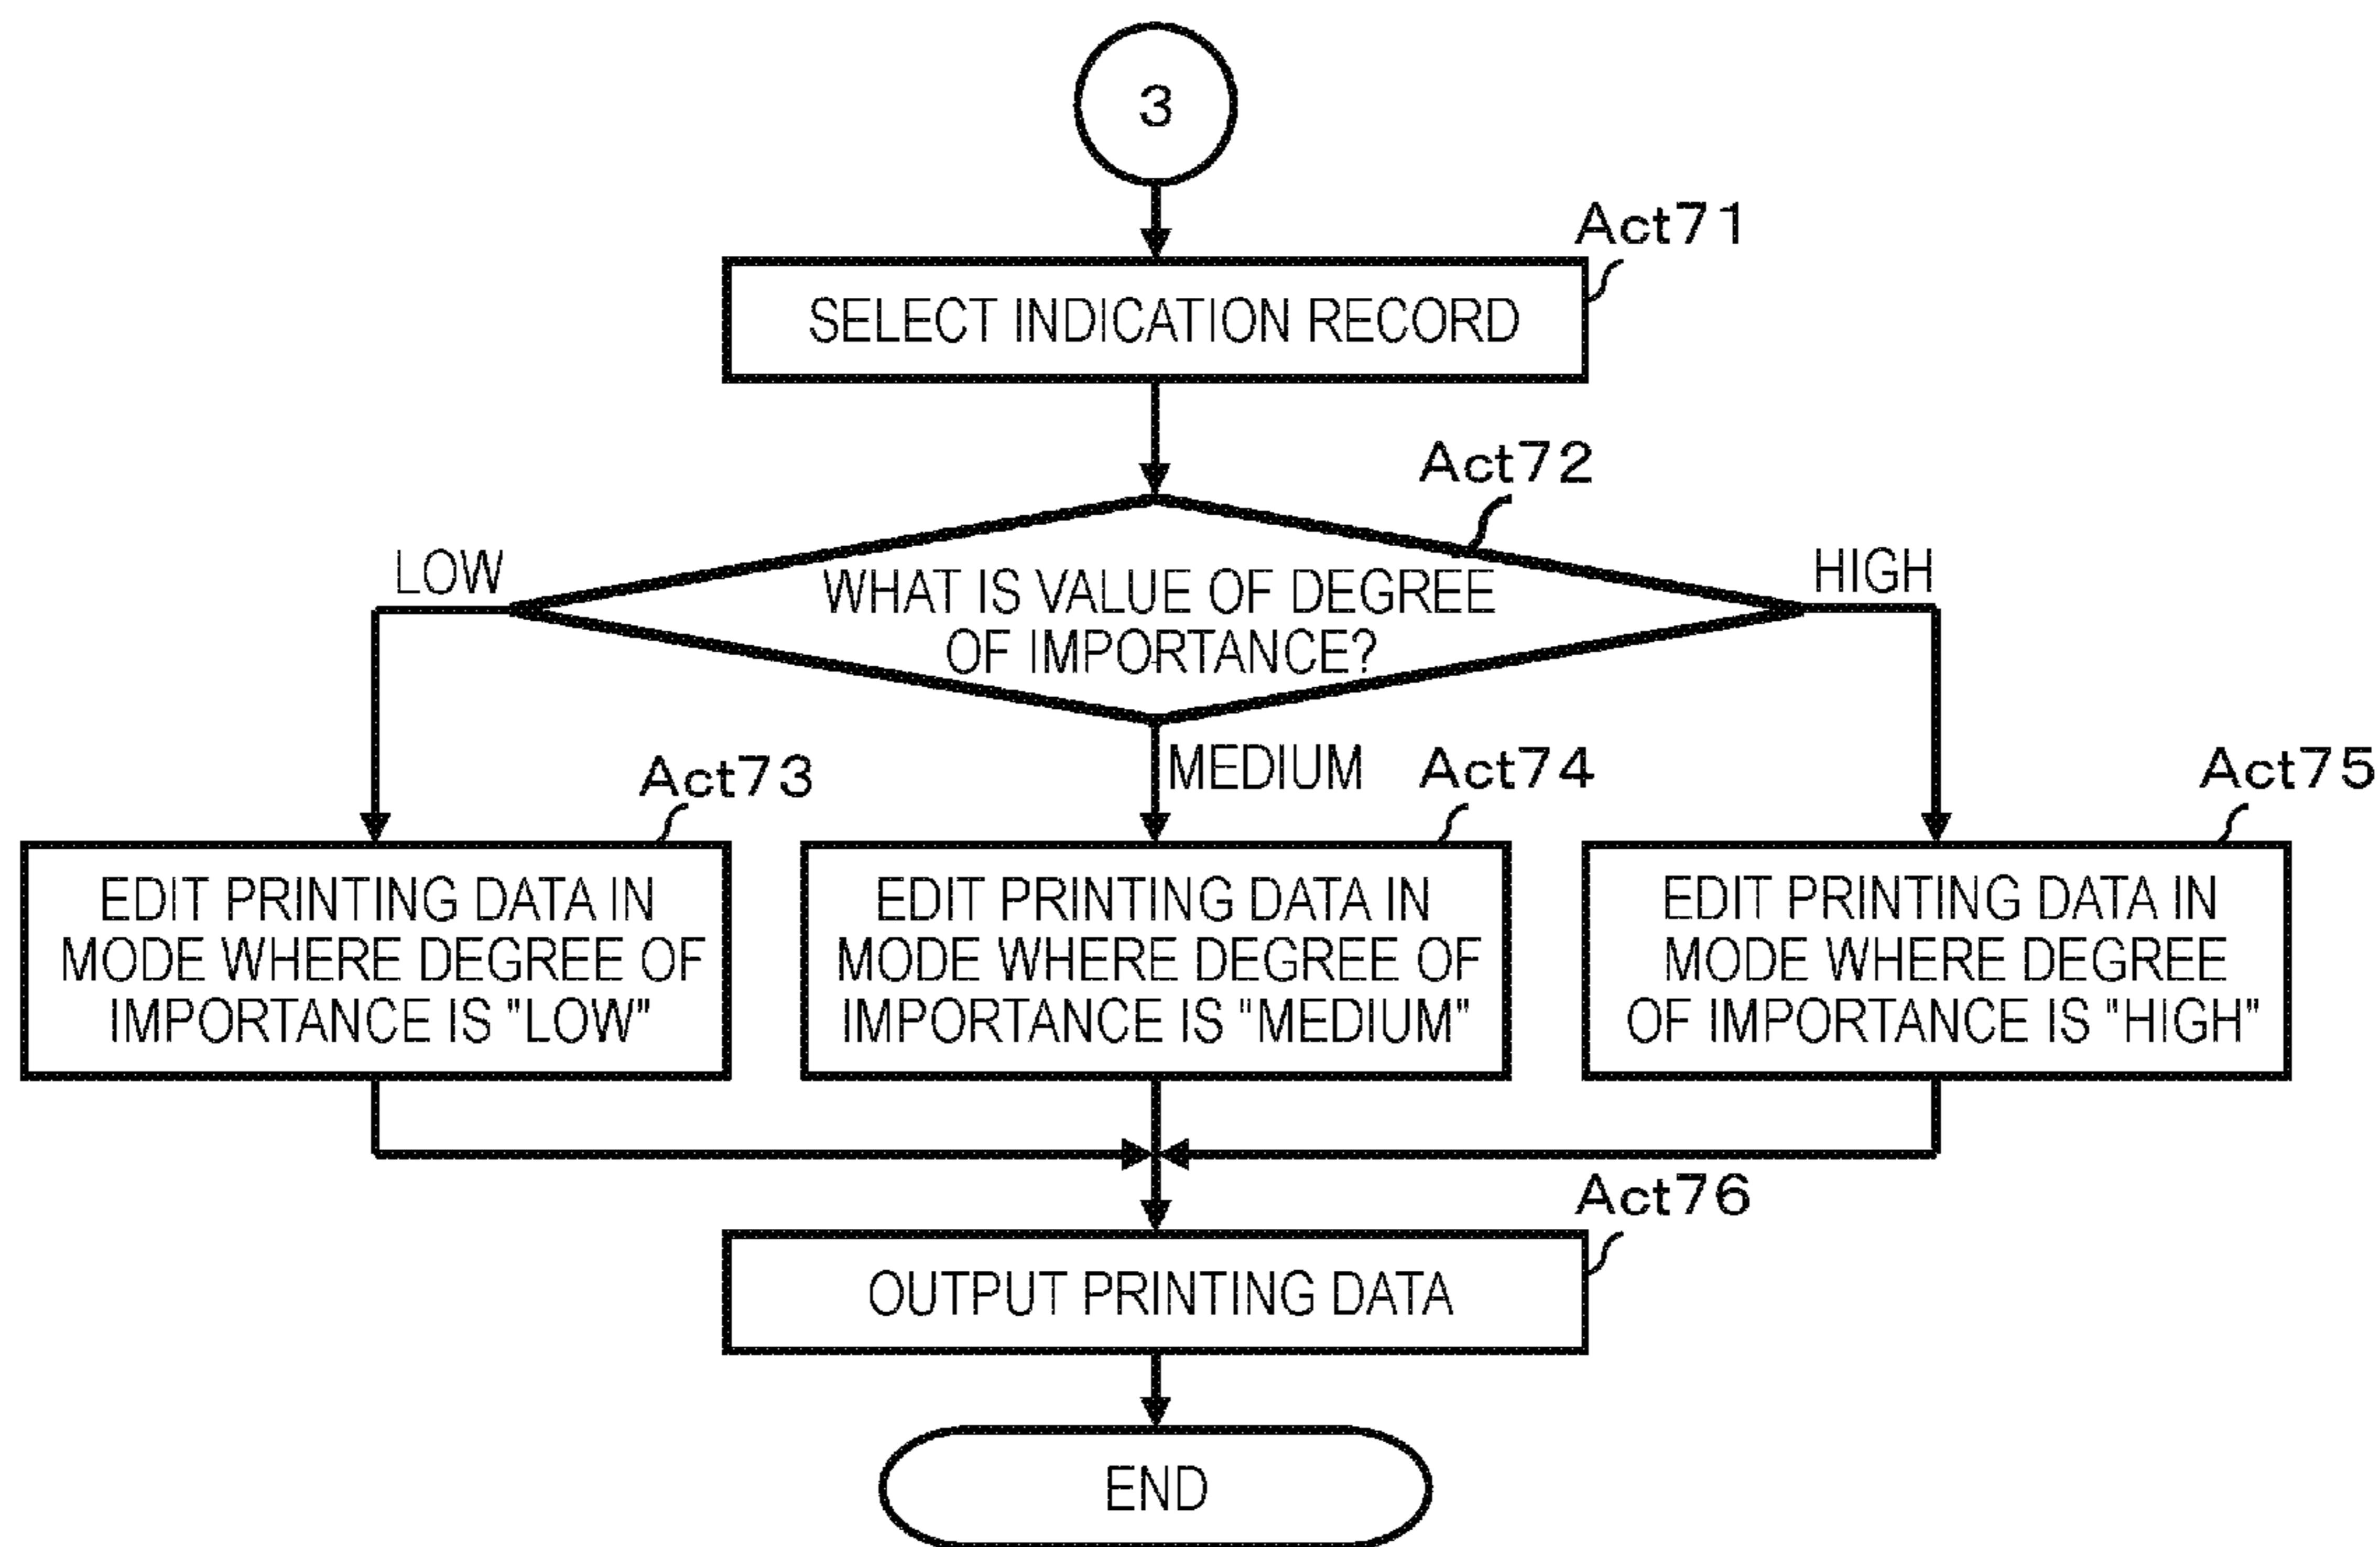 3
Act71
SELECT INDICATION RECORD
Act72
LOW
HIGH
WHAT IS VALUE OF DEGREE
OF IMPORTANCE?
MEDIUM
Act73
Act74
Act75
EDIT PRINTING DATA IN
MODE WHERE DEGREE OF
IMPORTANCE IS "LOW"
EDIT PRINTING DATA IN
MODE WHERE DEGREE OF
IMPORTANCE IS "MEDIUM"
EDIT PRINTING DATA IN
MODE WHERE DEGREE
OF IMPORTANCE IS "HIGH"
Act76
OUTPUT PRINTING DATA
END